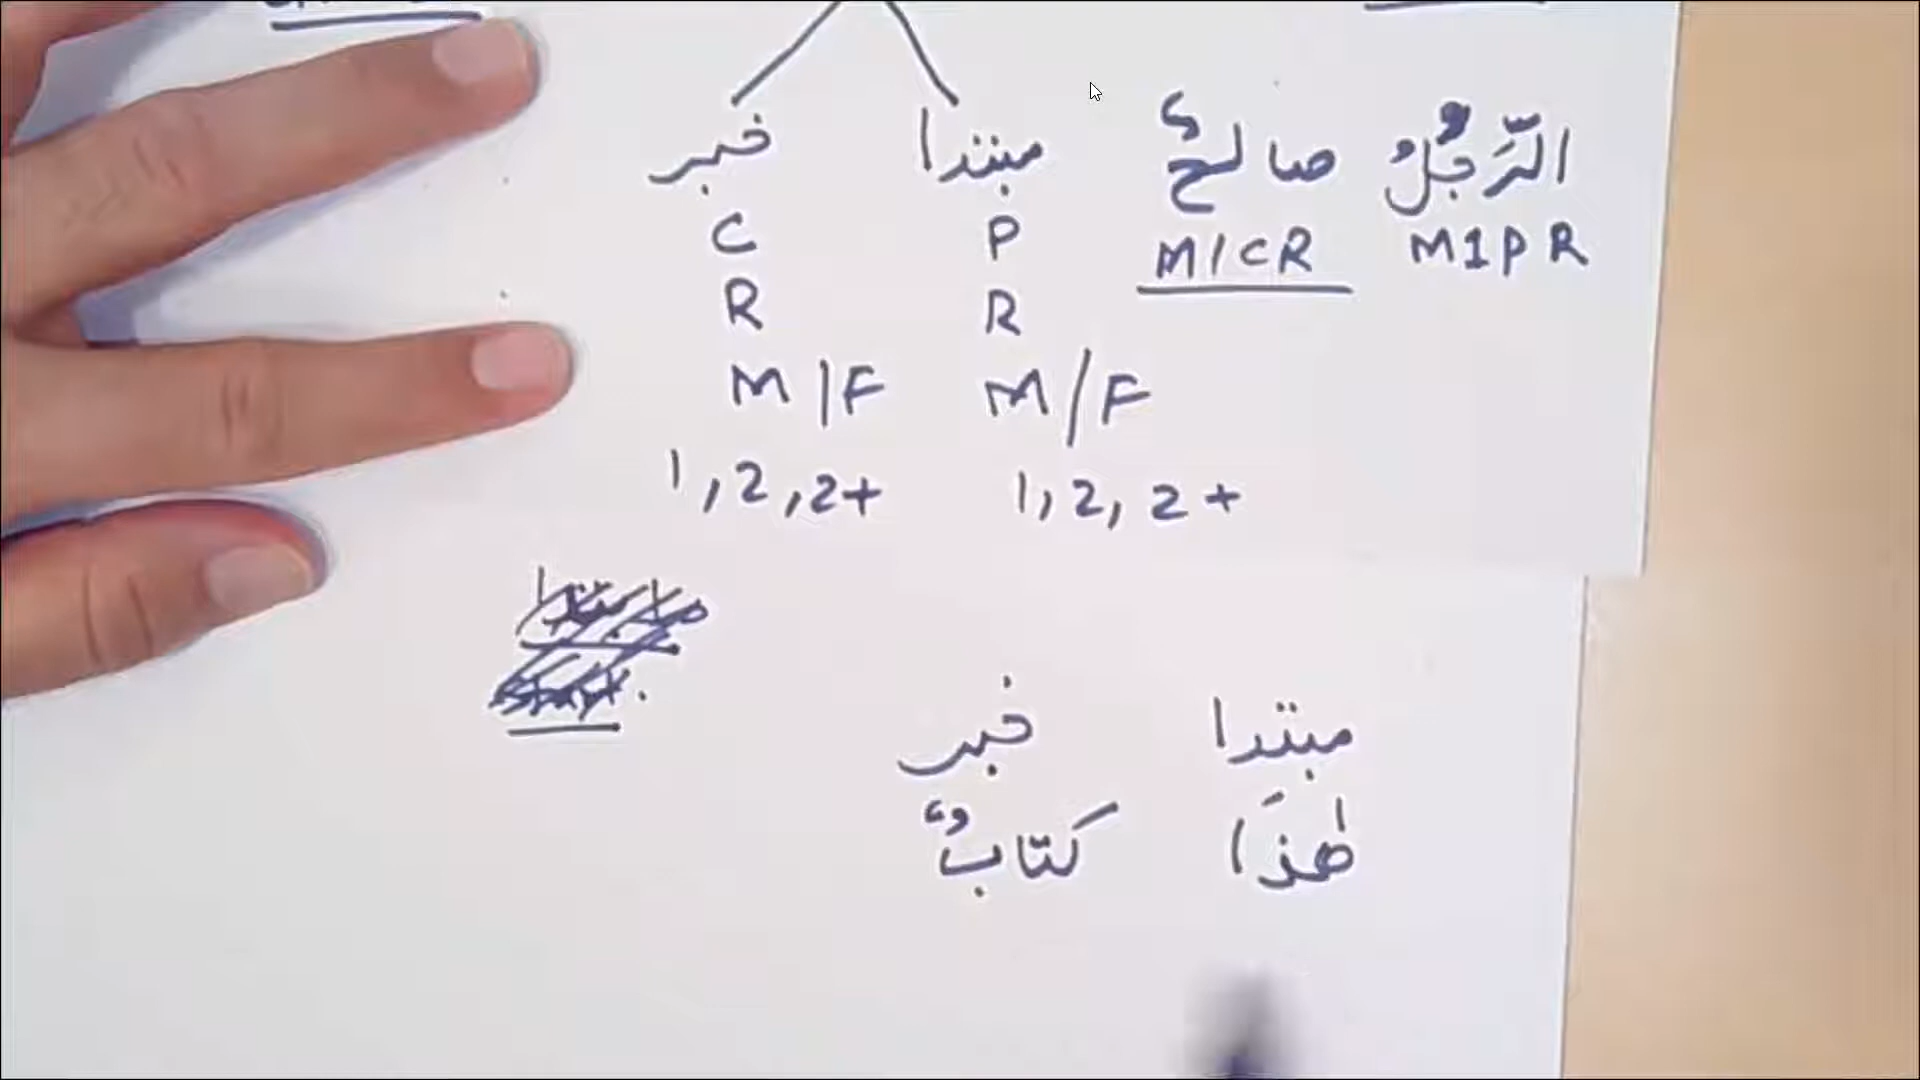 مبتدا خبر
الرَّجُلُ صالحٌ
P C
M1PR M1CR
R R
M/F M/F
1, 2, 2+ 1, 2, 2+
مبتدا خبر
هٰذَا كتابٌ